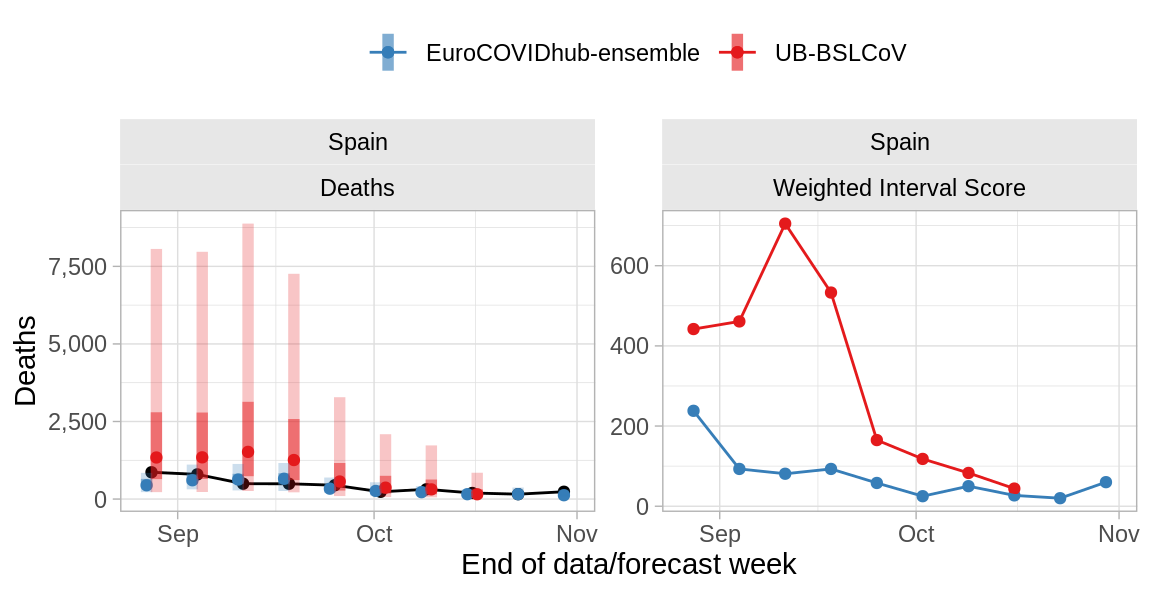 EuroCOVIDhub-ensemble UB-BSLCoV
Spain Spain
Deaths Weighted Interval Score
7,500
5,000
2,500
0
600
400
200
0
Deaths
Sep Oct Nov Sep Oct Nov
End of data/forecast week